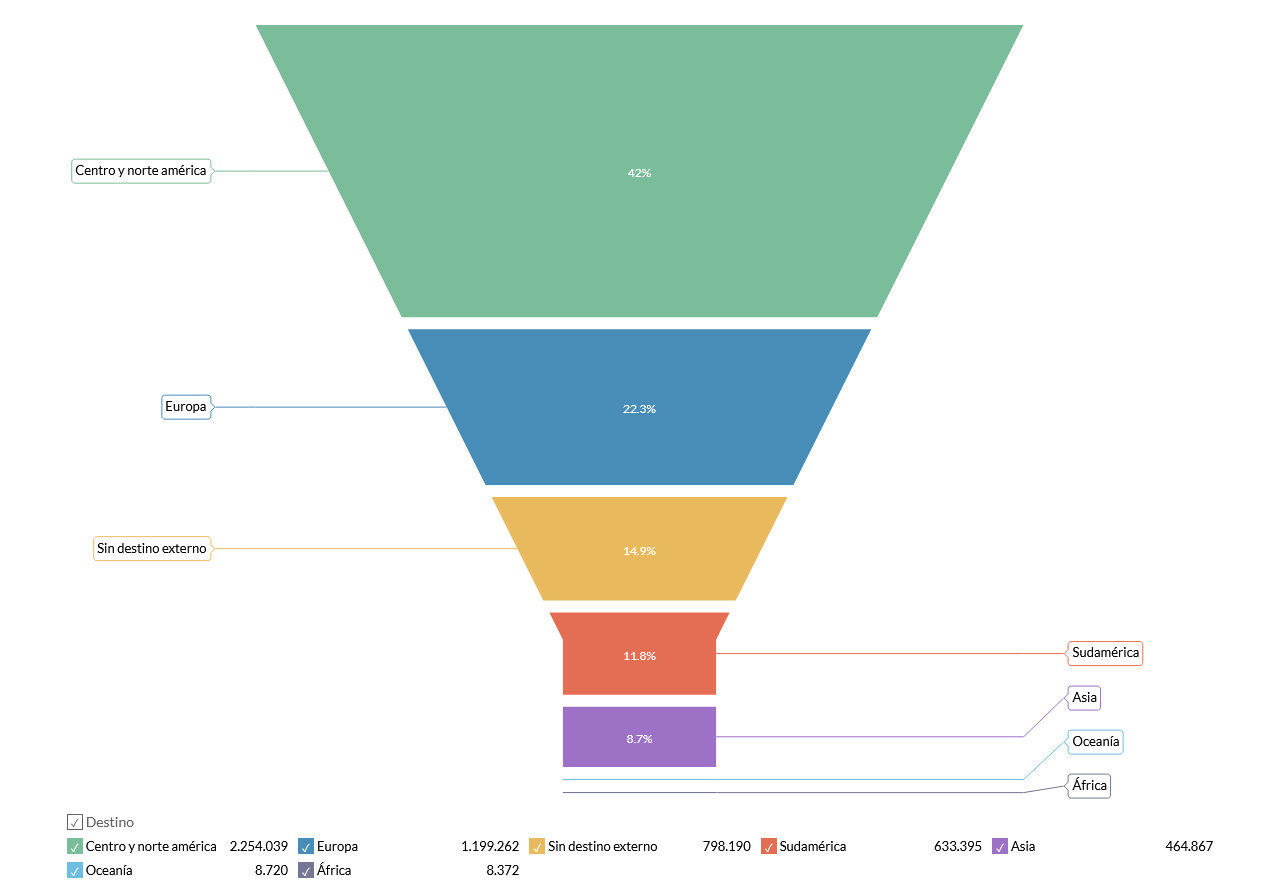 42%
Centro y norte américa
22.3%
Europa
14.9%
Sin destino externo
11.8%
Sudamérica
Asia
8.7%
Oceanía
África
Destino
Centro y norte américa 2.254.039 Europa 1.199.262 Sin destino externo 798.190 Sudamérica 633.395 Asia 464.867
Oceanía 8.720 África 8.372